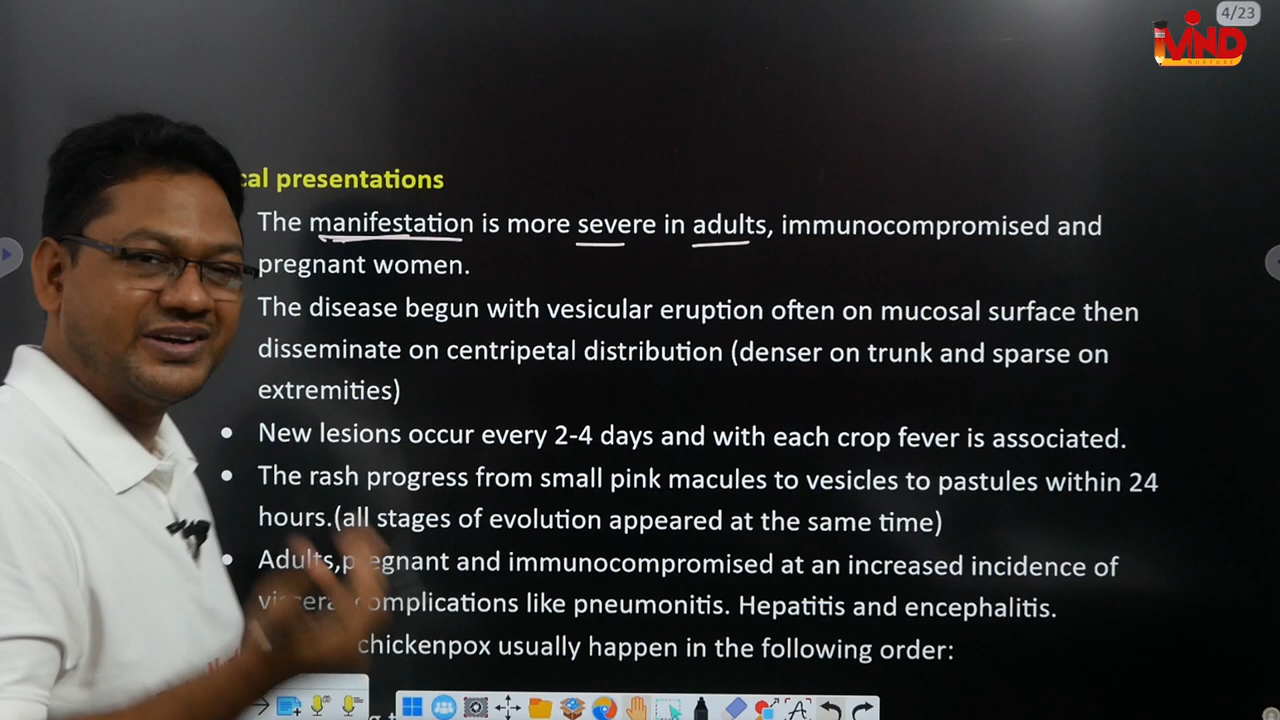 4/23
MIND
NURTURE
cal presentations
The manifestation is more severe in adults, immunocompromised and
pregnant women.
The disease begun with vesicular eruption often on mucosal surface then
disseminate on centripetal distribution (denser on trunk and sparse on
extremities)
• New lesions occur every 2-4 days and with each crop fever is associated.
• The rash progress from small pink macules to vesicles to pastules within 24
hours.(all stages of evolution appeared at the same time)
• Adults,pregnant and immunocompromised at an increased incidence of
complications like pneumonitis. Hepatitis and encephalitis.
chickenpox usually happen in the following order: